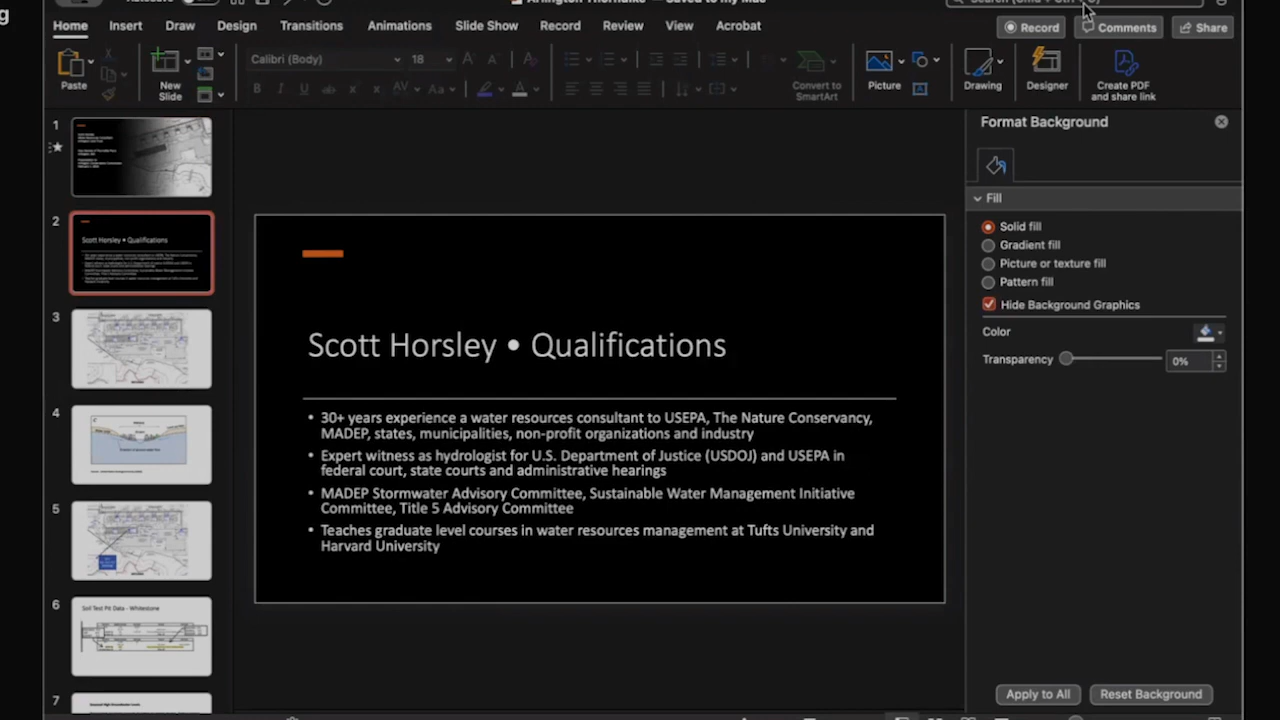 g
Home Insert Draw Design Transitions Animations Slide Show Record Review View Acrobat
Record Comments Share
Paste
New
Slide
Calibri (Body) 18
Convert to
SmartArt
Picture
Drawing
Designer
Create PDF
and share link
1
2
Scott Horsley • Qualifications
3
4
5
6
Soil Test Pit Data - Whitestone
7
Scott Horsley • Qualifications
• 30+ years experience a water resources consultant to USEPA, The Nature Conservancy,
MADEP, states, municipalities, non-profit organizations and industry
• Expert witness as hydrologist for U.S. Department of Justice (USDOJ) and USEPA in
federal court, state courts and administrative hearings
• MADEP Stormwater Advisory Committee, Sustainable Water Management Initiative
Committee, Title 5 Advisory Committee
• Teaches graduate level courses in water resources management at Tufts University and
Harvard University
Format Background
Fill
Solid fill
Gradient fill
Picture or texture fill
Pattern fill
Hide Background Graphics
Color
Transparency 0%
Apply to All Reset Background